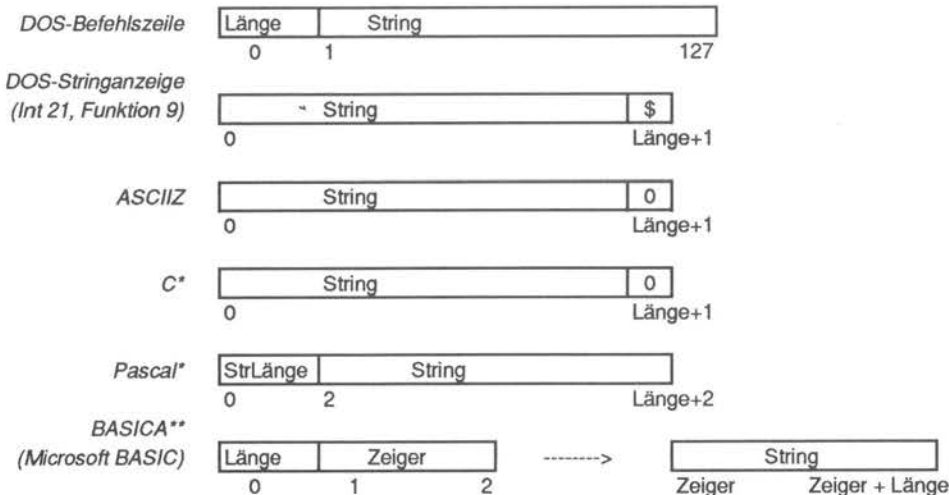 DOS-Befehlszeile Länge String
0 1 127
DOS-Stringanzeige
(Int 21, Funktion 9) String $
0 Länge+1
ASCIIZ String 0
0 Länge+1
C* String 0
0 Länge+1
Pascal* StrLänge String
0 2 Länge+2
BASICA**
(Microsoft BASIC) Länge Zeiger --------> String
0 1 2 Zeiger Zeiger + Länge